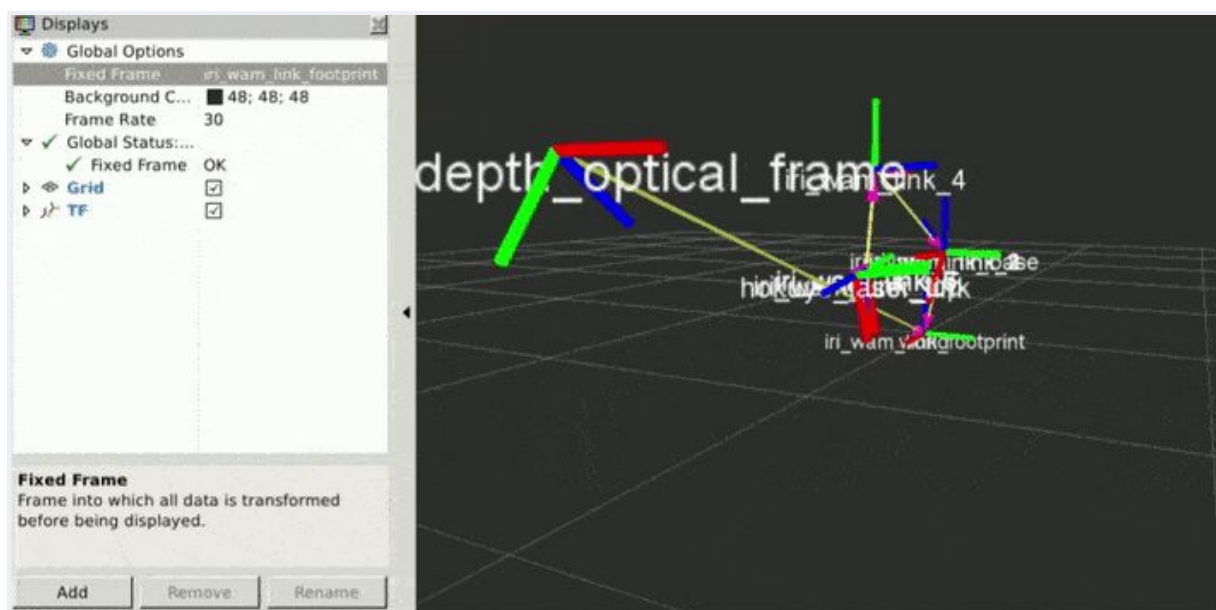 Displays
Global Options
Fixed Frame iri_wam_link_footprint
Background C... 48; 48; 48
Frame Rate 30
Global Status:...
Fixed Frame OK
Grid
TF
Fixed Frame
Frame into which all data is transformed
before being displayed.
Add Remove Rename
depth_optical_frame
iri_wam_link_4
hokuyo_laser_link
iri_wam_link_footprint